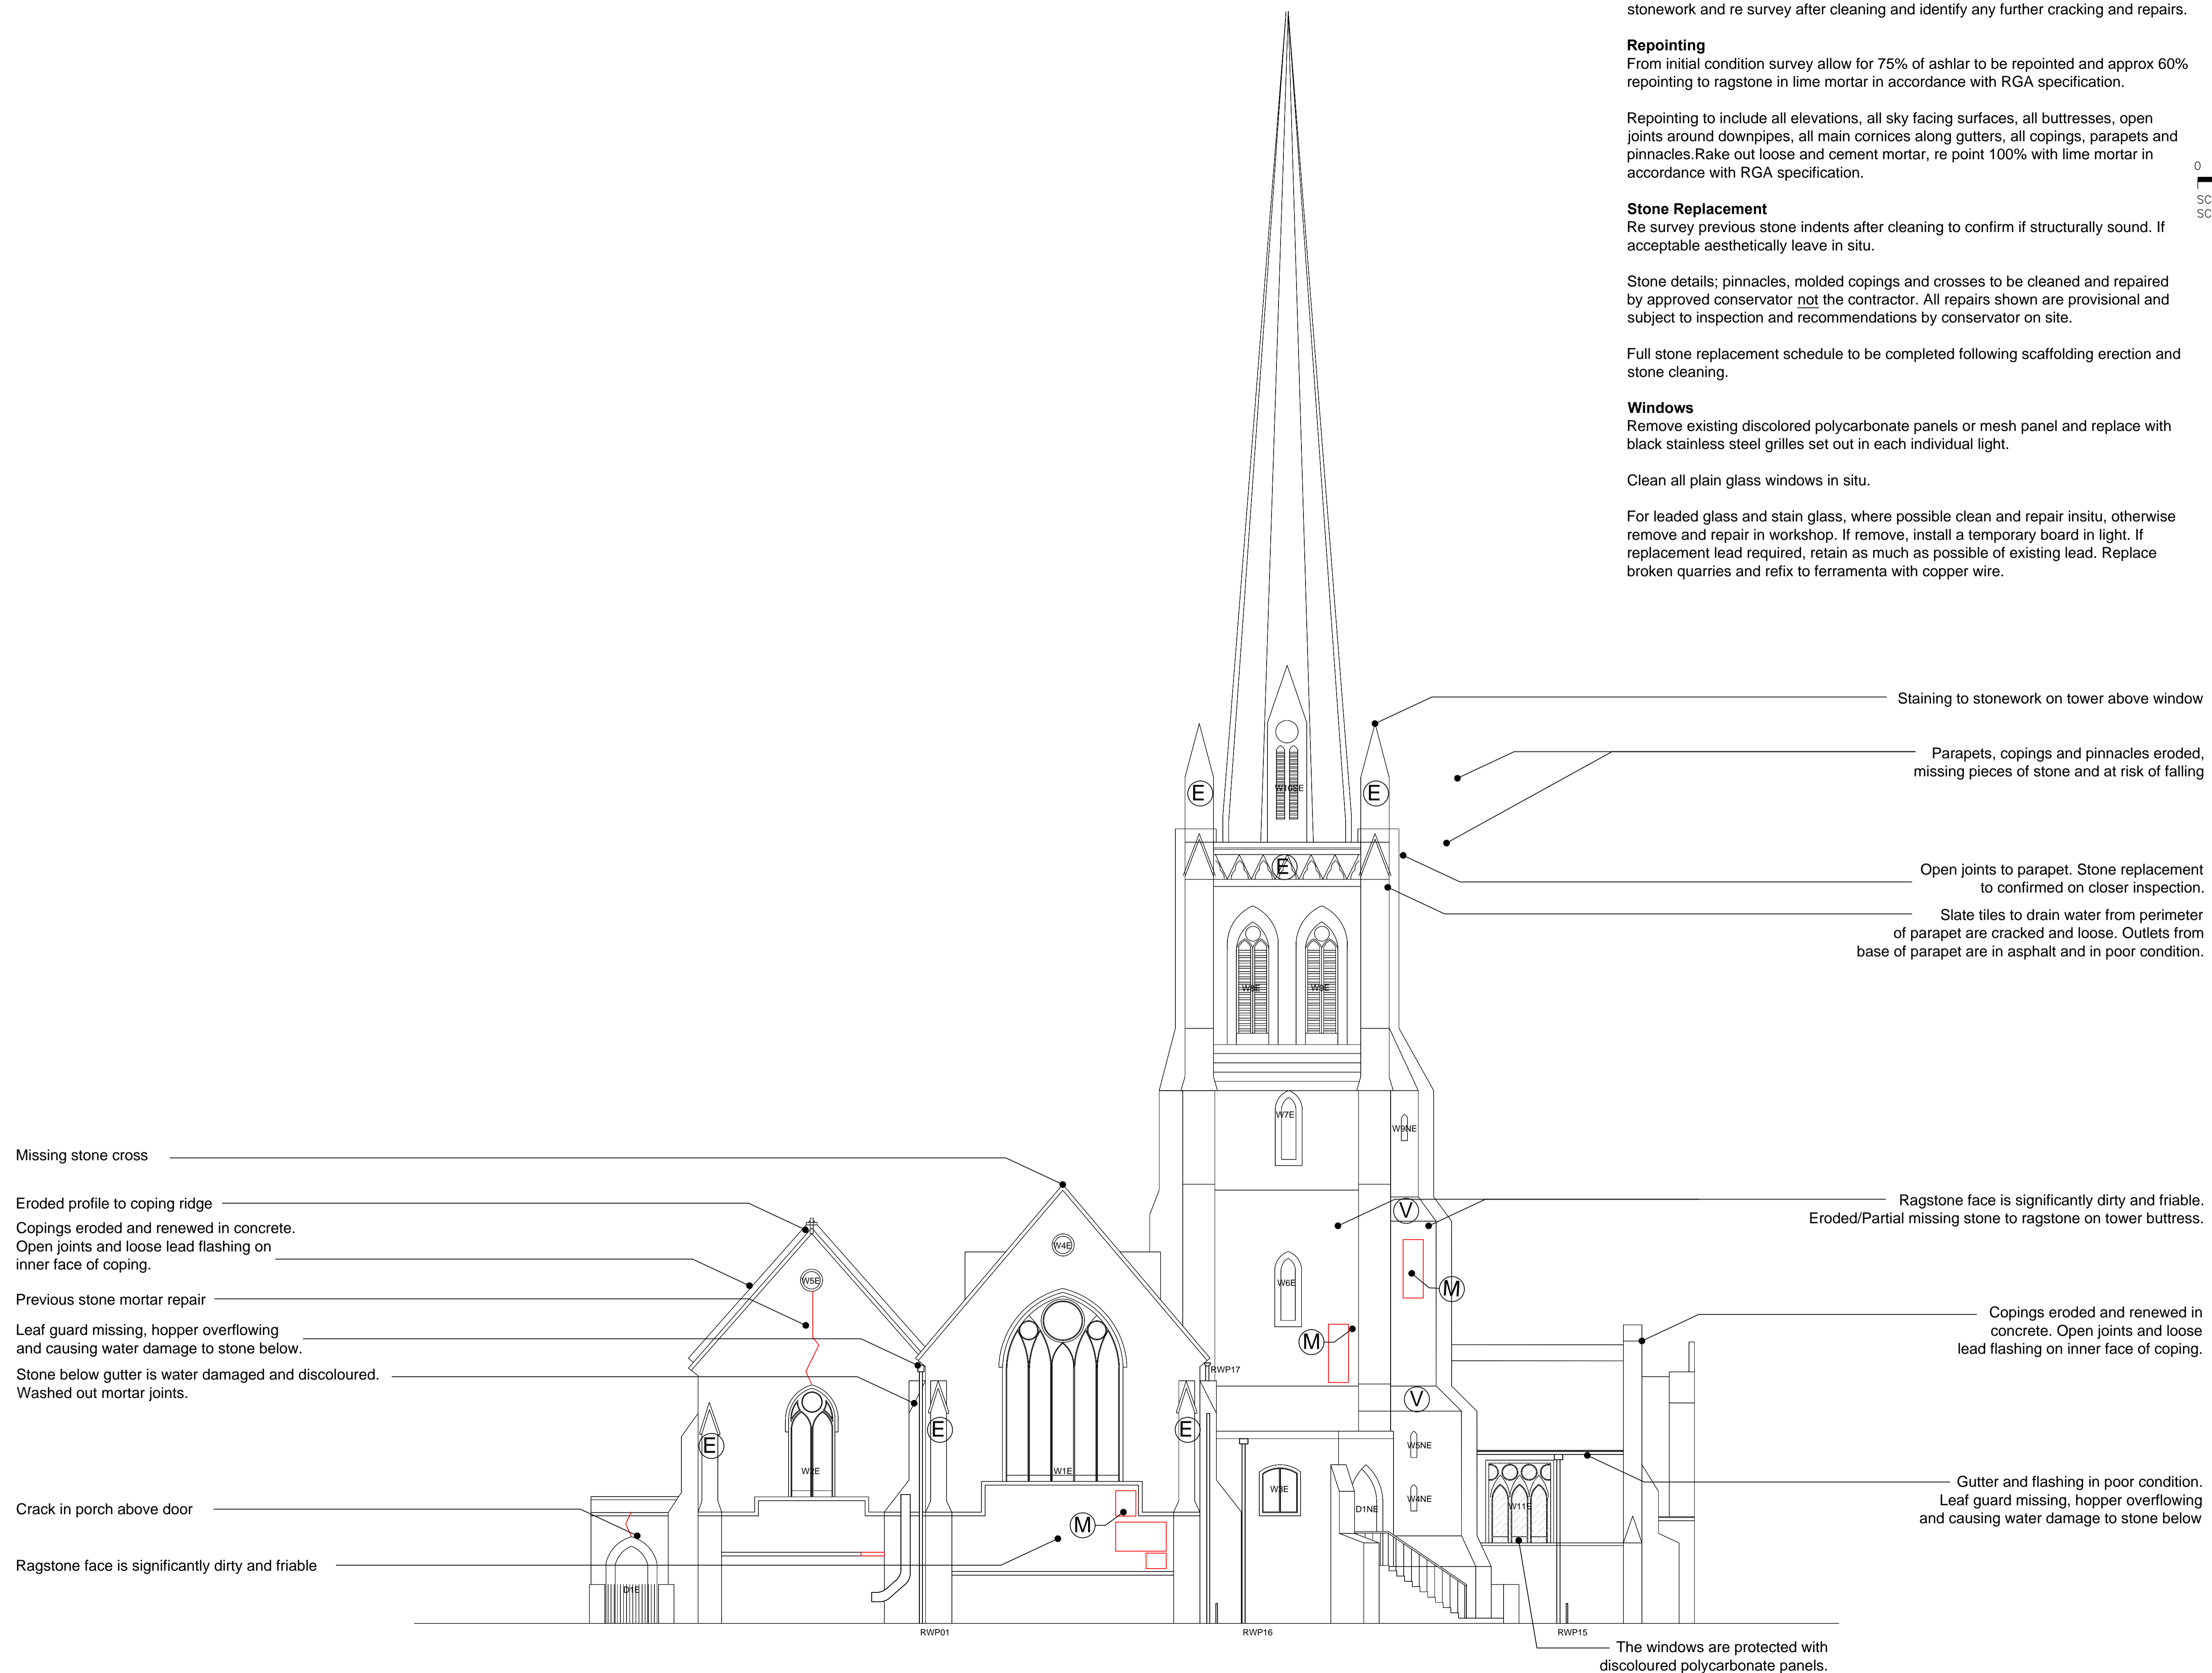 stonework and re survey after cleaning and identify any further cracking and repairs.
Repointing
From initial condition survey allow for 75% of ashlar to be repointed and approx 60%
repointing to ragstone in lime mortar in accordance with RGA specification.
Repointing to include all elevations, all sky facing surfaces, all buttresses, open
joints around downpipes, all main cornices along gutters, all copings, parapets and
pinnacles.Rake out loose and cement mortar, re point 100% with lime mortar in
accordance with RGA specification.
0
SC
SC
Stone Replacement
Re survey previous stone indents after cleaning to confirm if structurally sound. If
acceptable aesthetically leave in situ.
Stone details; pinnacles, molded copings and crosses to be cleaned and repaired
by approved conservator not the contractor. All repairs shown are provisional and
subject to inspection and recommendations by conservator on site.
Full stone replacement schedule to be completed following scaffolding erection and
stone cleaning.
Windows
Remove existing discolored polycarbonate panels or mesh panel and replace with
black stainless steel grilles set out in each individual light.
Clean all plain glass windows in situ.
For leaded glass and stain glass, where possible clean and repair insitu, otherwise
remove and repair in workshop. If remove, install a temporary board in light. If
replacement lead required, retain as much as possible of existing lead. Replace
broken quarries and refix to ferramenta with copper wire.
Staining to stonework on tower above window
Parapets, copings and pinnacles eroded,
missing pieces of stone and at risk of falling
E
W10SE
E
E
Open joints to parapet. Stone replacement
to confirmed on closer inspection.
Slate tiles to drain water from perimeter
of parapet are cracked and loose. Outlets from
base of parapet are in asphalt and in poor condition.
W8E
W9E
W7E
W9NE
Missing stone cross
Eroded profile to coping ridge
Copings eroded and renewed in concrete.
Open joints and loose lead flashing on
inner face of coping.
Previous stone mortar repair
Leaf guard missing, hopper overflowing
and causing water damage to stone below.
Stone below gutter is water damaged and discoloured.
Washed out mortar joints.
Crack in porch above door
Ragstone face is significantly dirty and friable
W5E
W4E
W6E
V
M
M
RWP17
V
E
E
E
W2E
W1E
W3E
W5NE
W4NE
D1NE
M
D1E
Ragstone face is significantly dirty and friable.
Eroded/Partial missing stone to ragstone on tower buttress.
Copings eroded and renewed in
concrete. Open joints and loose
lead flashing on inner face of coping.
Gutter and flashing in poor condition.
Leaf guard missing, hopper overflowing
and causing water damage to stone below
RWP01
RWP16
RWP15
The windows are protected with
discoloured polycarbonate panels.